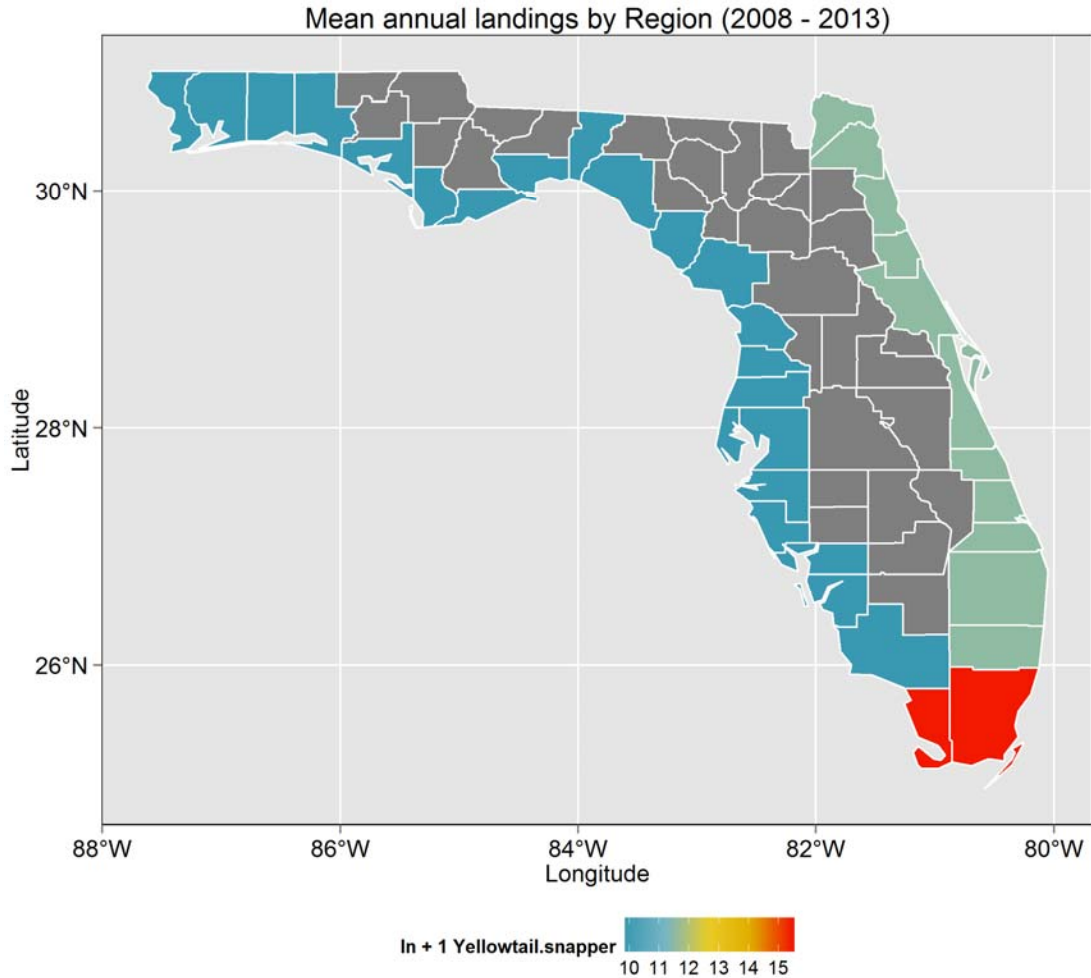 Mean annual landings by Region (2008 - 2013)
30°N
28°N
26°N
Latitude
88°W 86°W 84°W 82°W 80°W
Longitude
ln + 1 Yellowtail.snapper
10 11 12 13 14 15